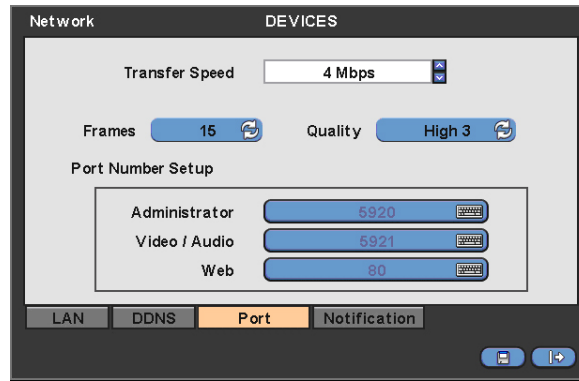 Network DEVICES
Transfer Speed 4 Mbps
Frames 15 Quality High 3
Port Number Setup
Administrator 5920
Video / Audio 5921
Web 80
LAN DDNS Port Notification